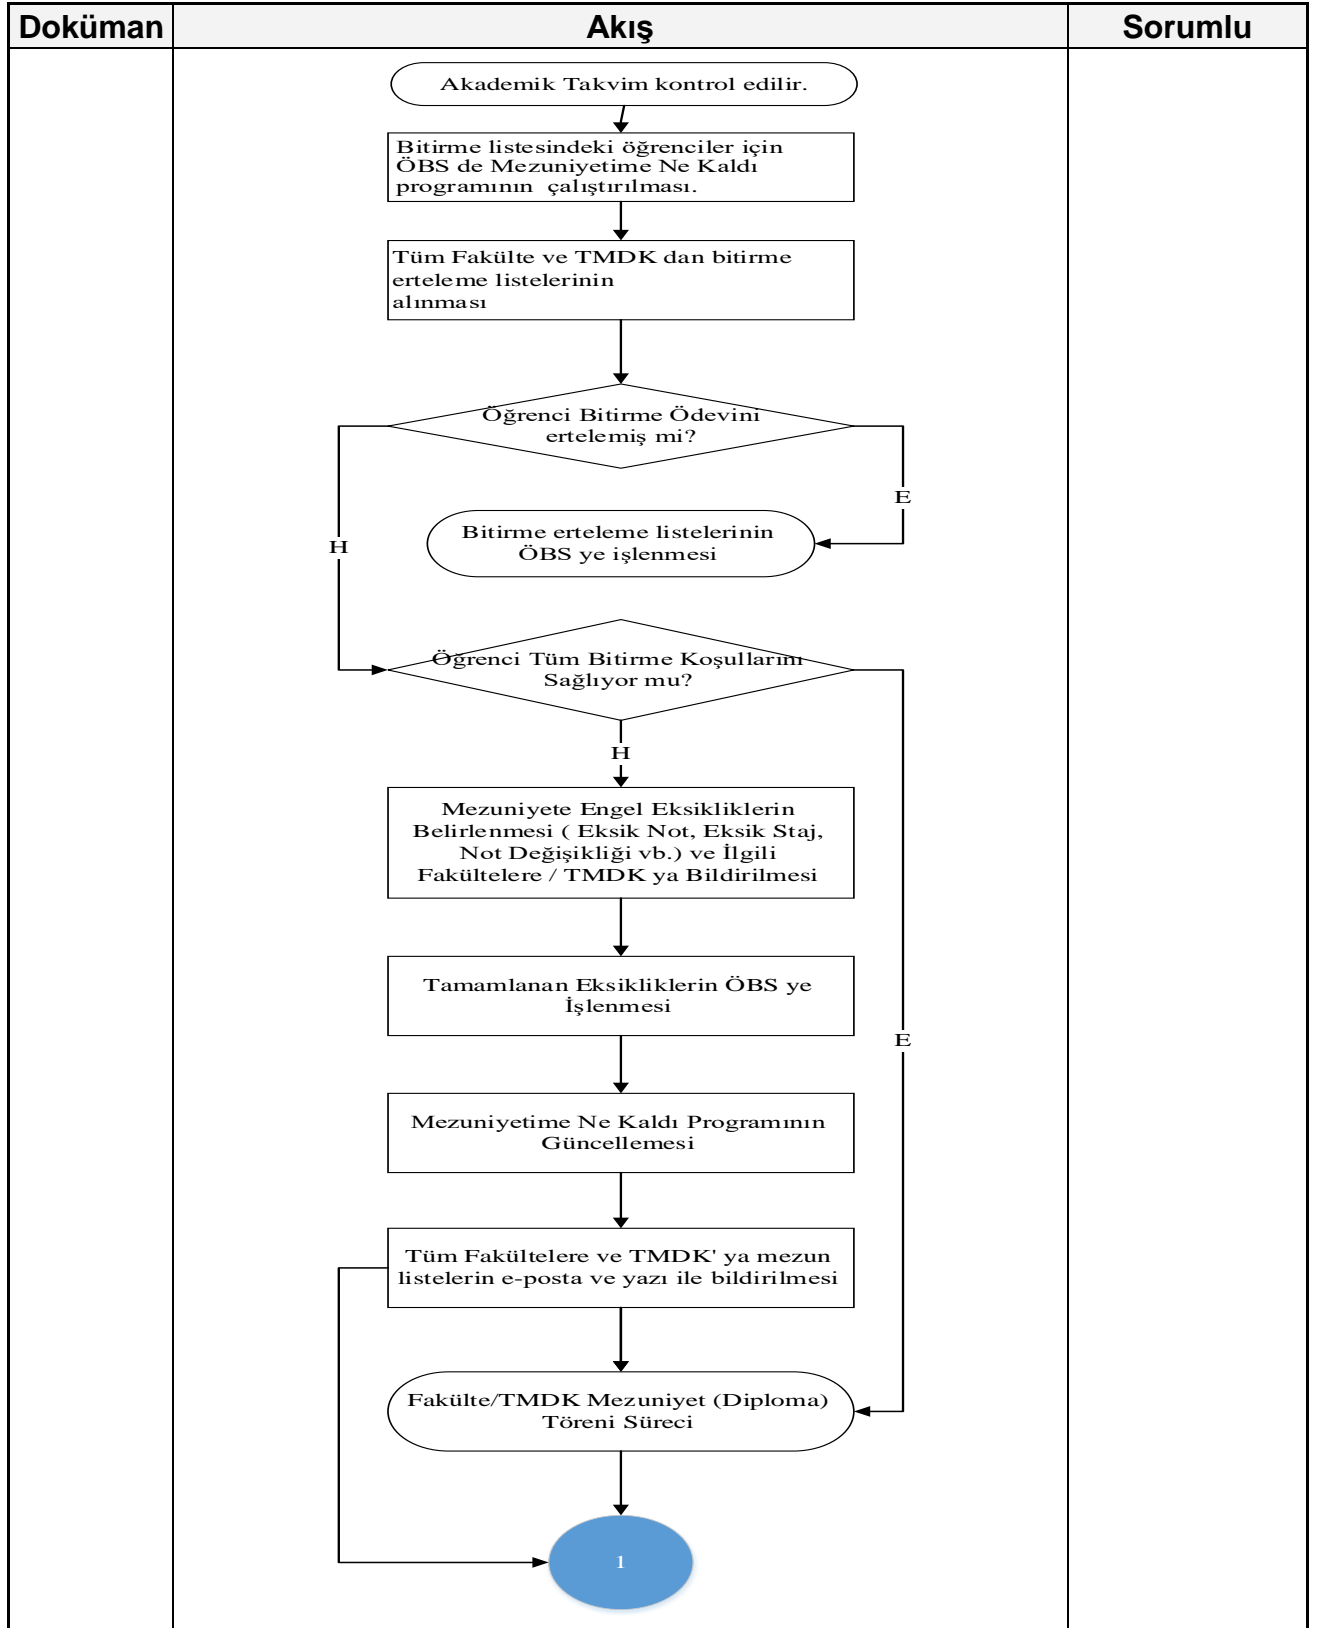 Doküman
Akış
Sorumlu
Akademik Takvim kontrol edilir.
Bitirme listesindeki öğrenciler için
ÖBS de Mezuniyetime Ne Kaldı
programının çalıştırılması.
Tüm Fakülte ve TMDK dan bitirme
erteleme listelerinin
alınması
Öğrenci Bitirme Ödevini
ertelemiş mi?
E
Bitirme erteleme listelerinin
ÖBS ye işlenmesi
H
Öğrenci Tüm Bitirme Koşullarını
Sağlıyor mu?
H
Mezuniyete Engel Eksikliklerin
Belirlenmesi ( Eksik Not, Eksik Staj,
Not Değişikliği vb.) ve İlgili
Fakültelere / TMDK ya Bildirilmesi
Tamamlanan Eksikliklerin ÖBS ye
İşlenmesi
E
Mezuniyetime Ne Kaldı Programının
Güncellemesi
Tüm Fakültelere ve TMDK' ya mezun
listelerin e-posta ve yazı ile bildirilmesi
Fakülte/TMDK Mezuniyet (Diploma)
Töreni Süreci
1